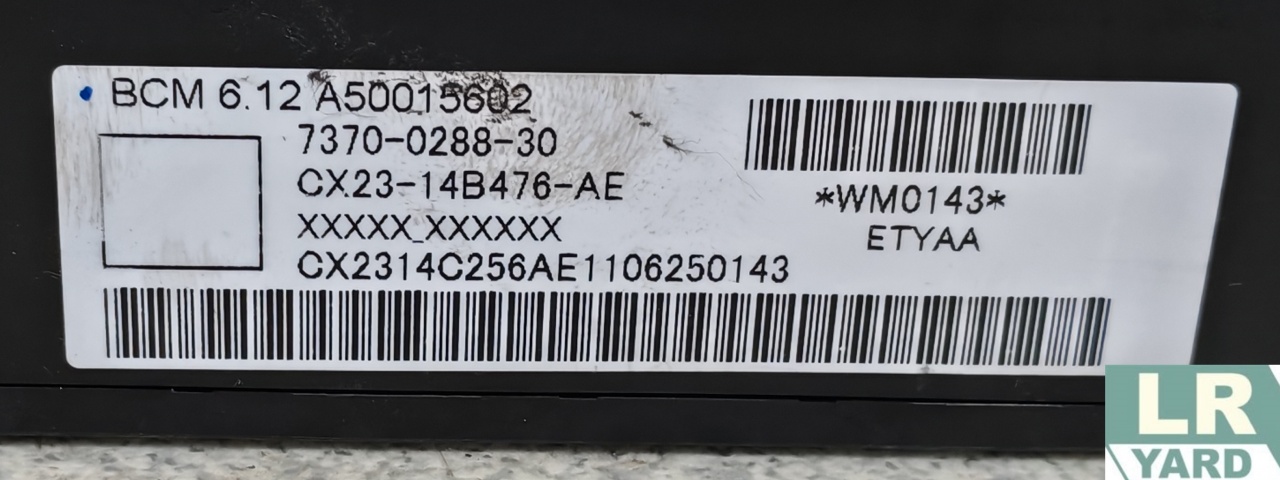 BCM 6.12 A50015602
7370-0288-30
CX23-14B476-AE
XXXXX_XXXXXX
CX2314C256AE1106250143
*WM0143*
ETYAA
LR
YARD